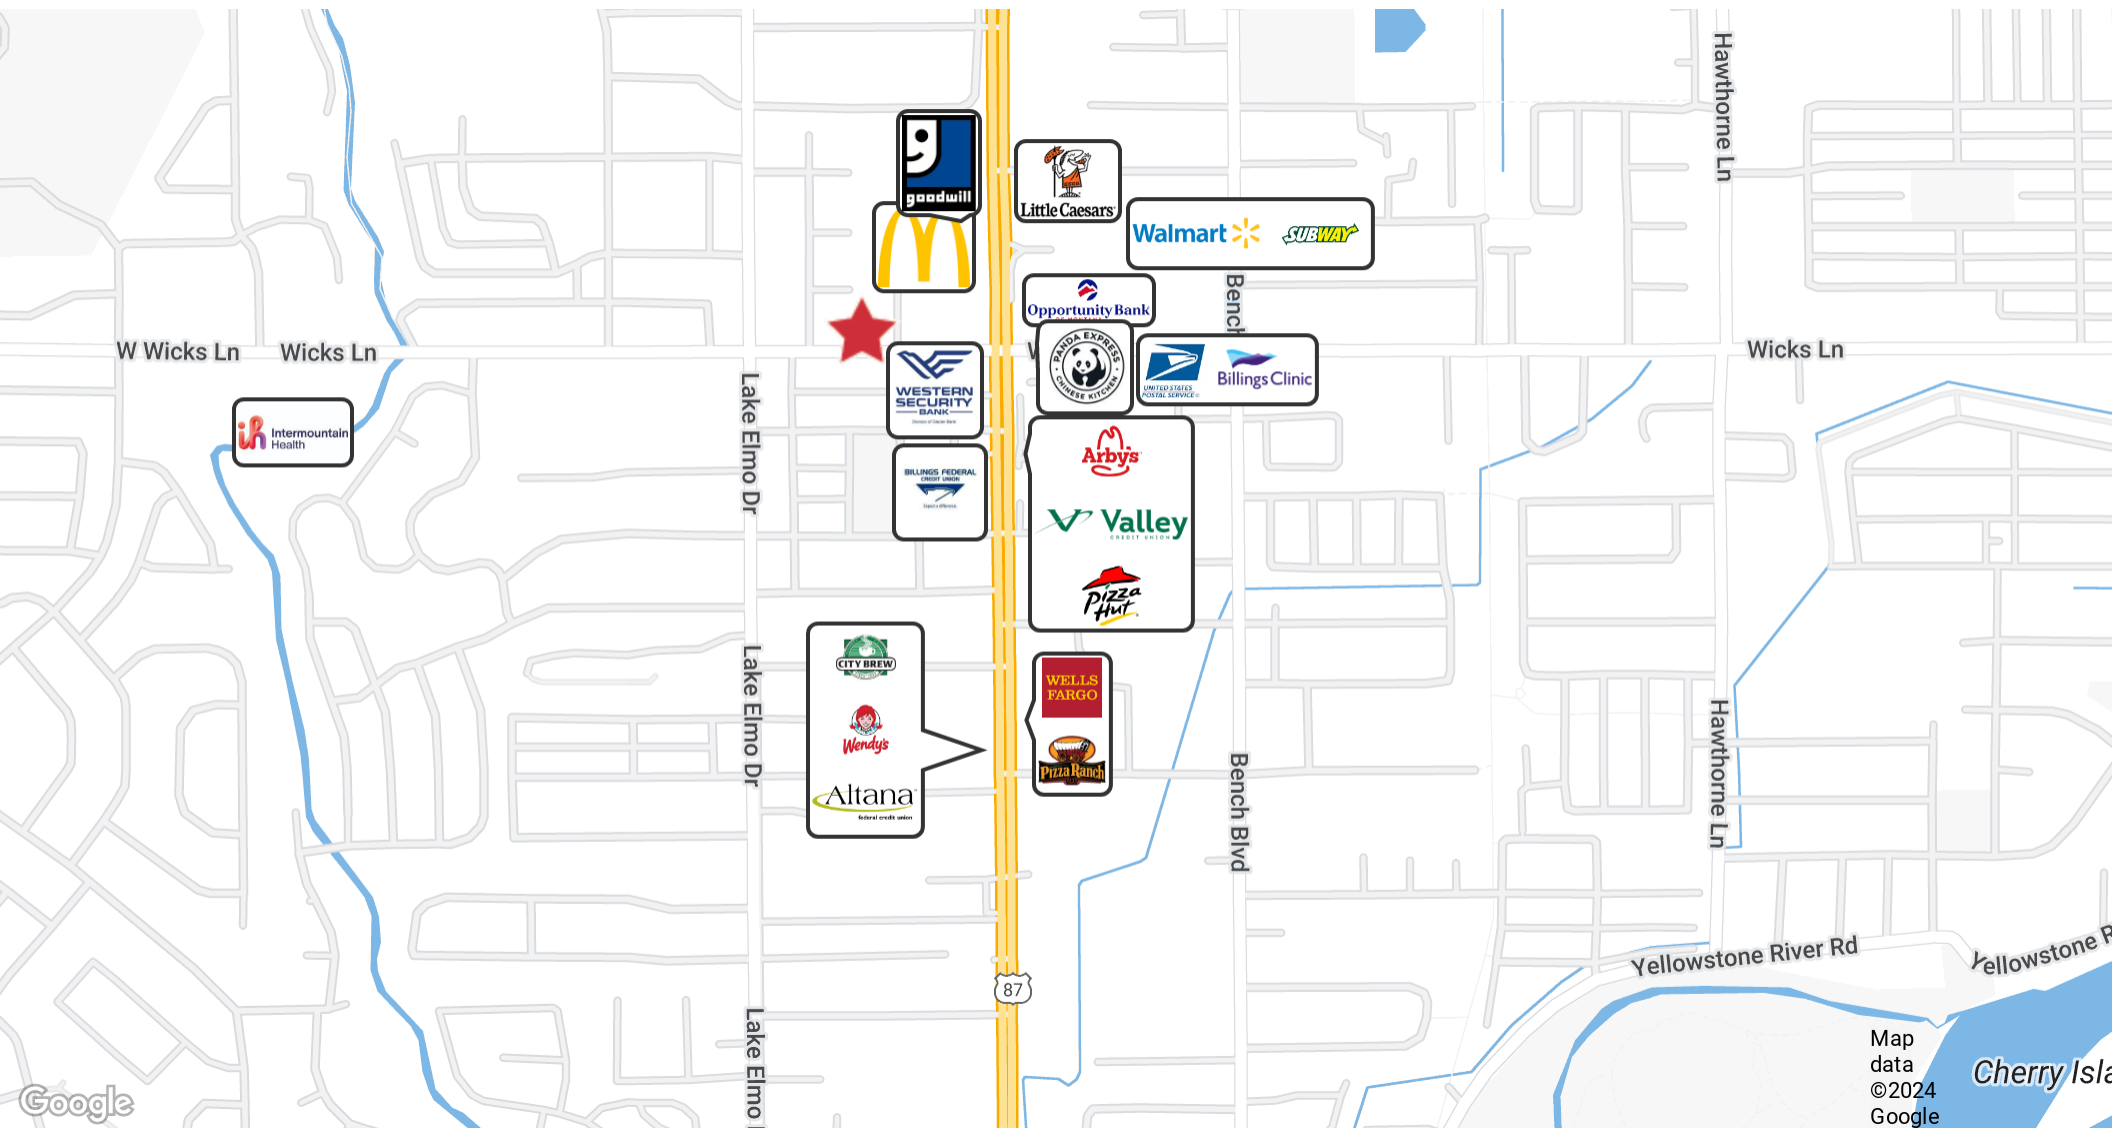 Hawthorne Ln
goodwill
Little Caesars
Walmart
SUBWAY
Bench
Opportunity Bank
W Wicks Ln
Wicks Ln
W
PANDA EXPRESS
CHINESE KITCHEN
UNITED STATES
POSTAL SERVICE
Billings Clinic
Wicks Ln
WESTERN
SECURITY
BANK
Division of Glacier Bank
Lake Elmo Dr
Intermountain
Health
BILLINGS FEDERAL
CREDIT UNION
Arby's
Valley
CREDIT UNION
Pizza
Hut
CITY BREW
Wendy's
Altana
federal credit union
WELLS
FARGO
Pizza Ranch
Lake Elmo Dr
Hawthorne Ln
Bench Blvd
Yellowstone River Rd
Yellowstone R
87
Lake Elmo
Map
data
©2024
Google
Cherry Isla
Google